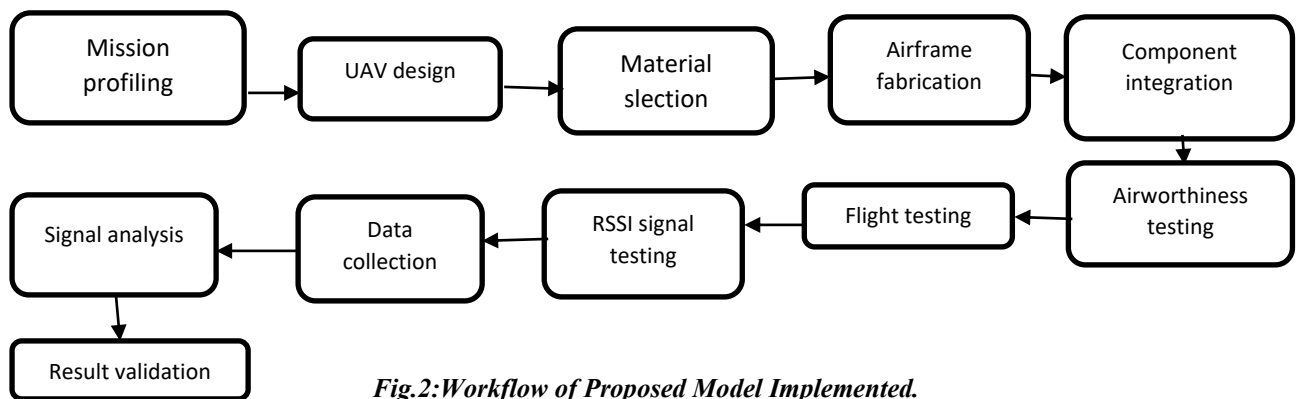 Mission
profiling
UAV design
Material
slection
Airframe
fabrication
Component
integration
Airworthiness
testing
Flight testing
RSSI signal
testing
Data
collection
Signal analysis
Result validation
Fig.2:Workflow of Proposed Model Implemented.